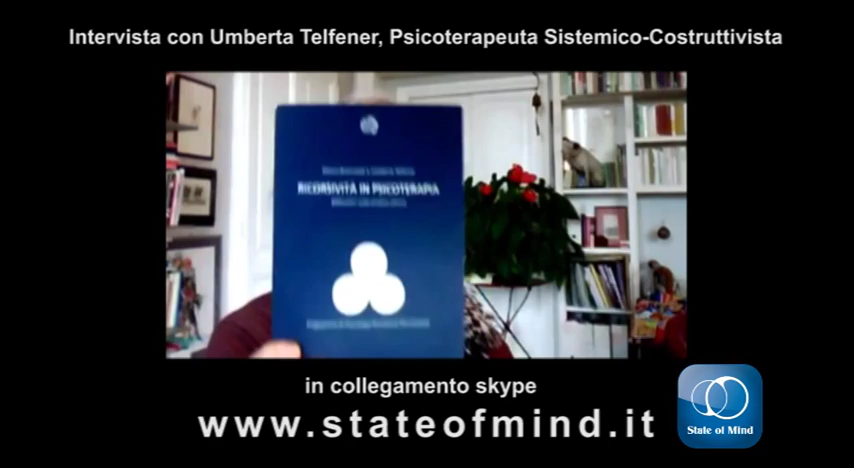 Intervista con Umberta Telfener, Psicoterapeuta Sistemico-Costruttivista
RICORSIVITÀ IN PSICOTERAPIA
in collegamento skype
www.stateofmind.it
State of Mind